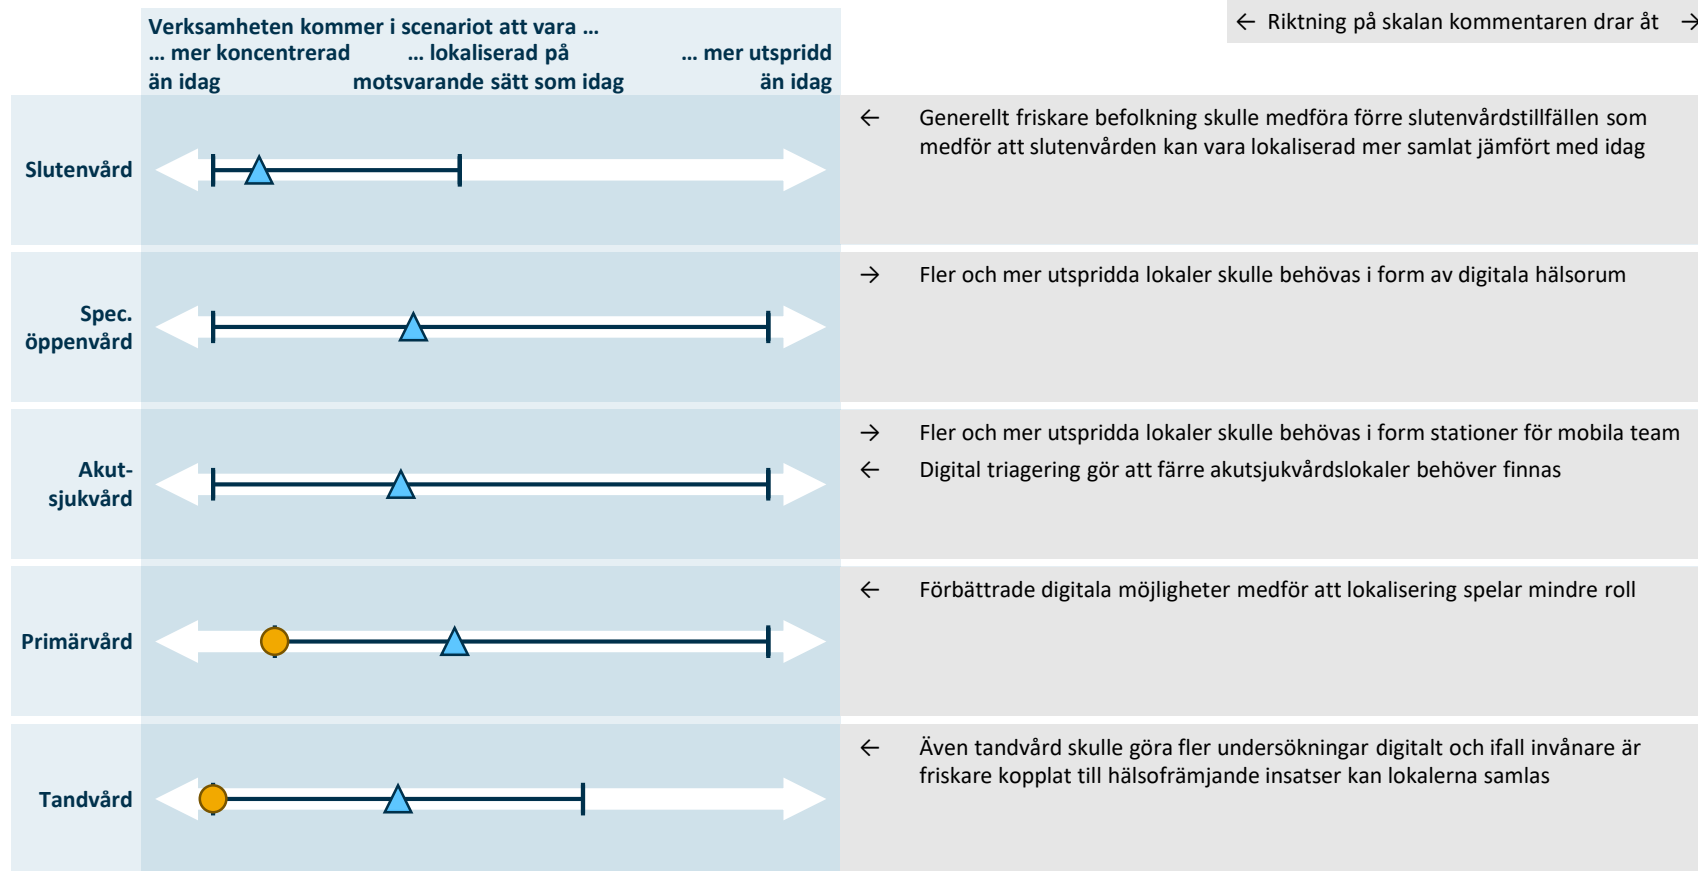 Verksamheten kommer i scenariot att vara ...
... mer koncentrerad än idag
... lokaliserad på motsvarande sätt som idag
... mer utspridd än idag
← Riktning på skalan kommentaren drar åt →
Slutenvård
← Generellt friskare befolkning skulle medföra förre slutenvårdstillfällen som
medför att slutenvården kan vara lokaliserad mer samlat jämfört med idag
Spec.
öppenvård
→ Fler och mer utspridda lokaler skulle behövas i form av digitala hälsorum
Akut-
sjukvård
→ Fler och mer utspridda lokaler skulle behövas i form stationer för mobila team
← Digital triagering gör att färre akutsjukvårdslokaler behöver finnas
Primärvård
← Förbättrade digitala möjligheter medför att lokalisering spelar mindre roll
Tandvård
← Även tandvård skulle göra fler undersökningar digitalt och ifall invånare är
friskare kopplat till hälsofrämjande insatser kan lokalerna samlas